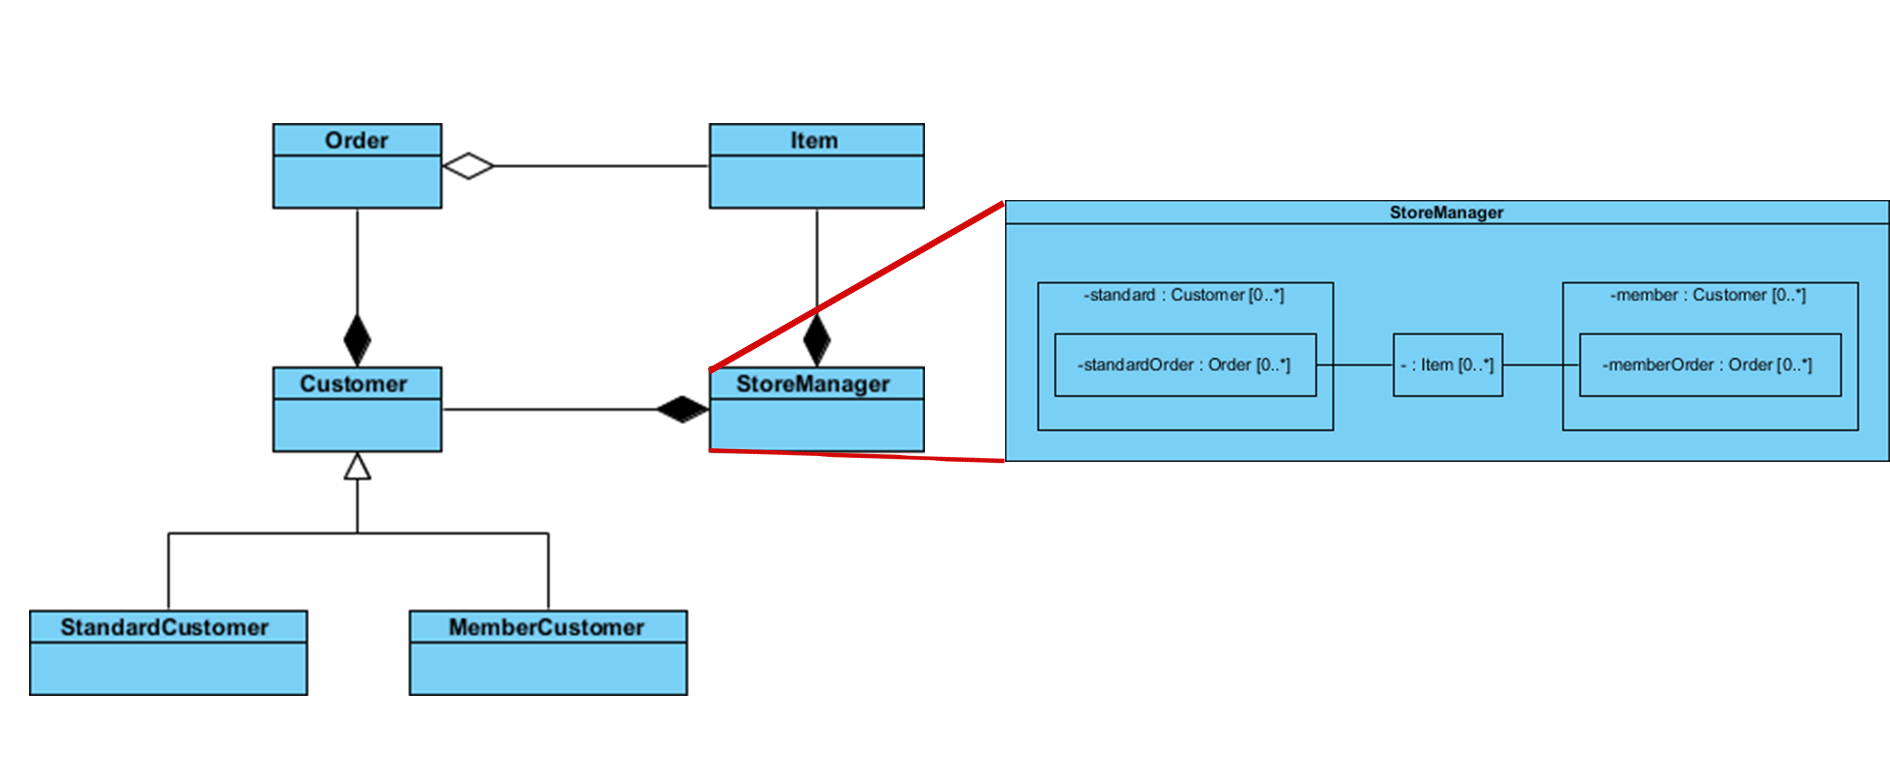 Order
Item
StoreManager
-standard : Customer [0..*]
-member : Customer [0..*]
-standardOrder : Order [0..*]
- : Item [0..*]
-memberOrder : Order [0..*]
Customer
StoreManager
StandardCustomer
MemberCustomer